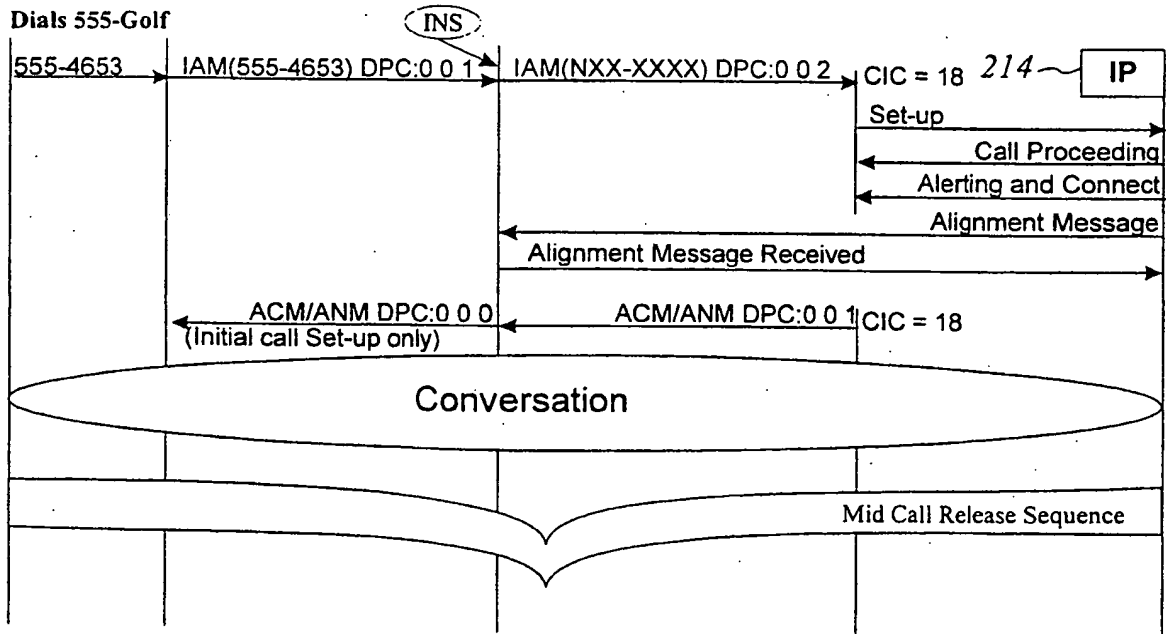 Dials 555-Golf
INS
555-4653
IAM(555-4653) DPC:0 0 1
IAM(NXX-XXXX) DPC:0 0 2
CIC = 18
214
IP
Set-up
Call Proceeding
Alerting and Connect
Alignment Message
Alignment Message Received
ACM/ANM DPC:0 0 0
ACM/ANM DPC:0 0 1
CIC = 18
(Initial call Set-up only)
Conversation
Mid Call Release Sequence